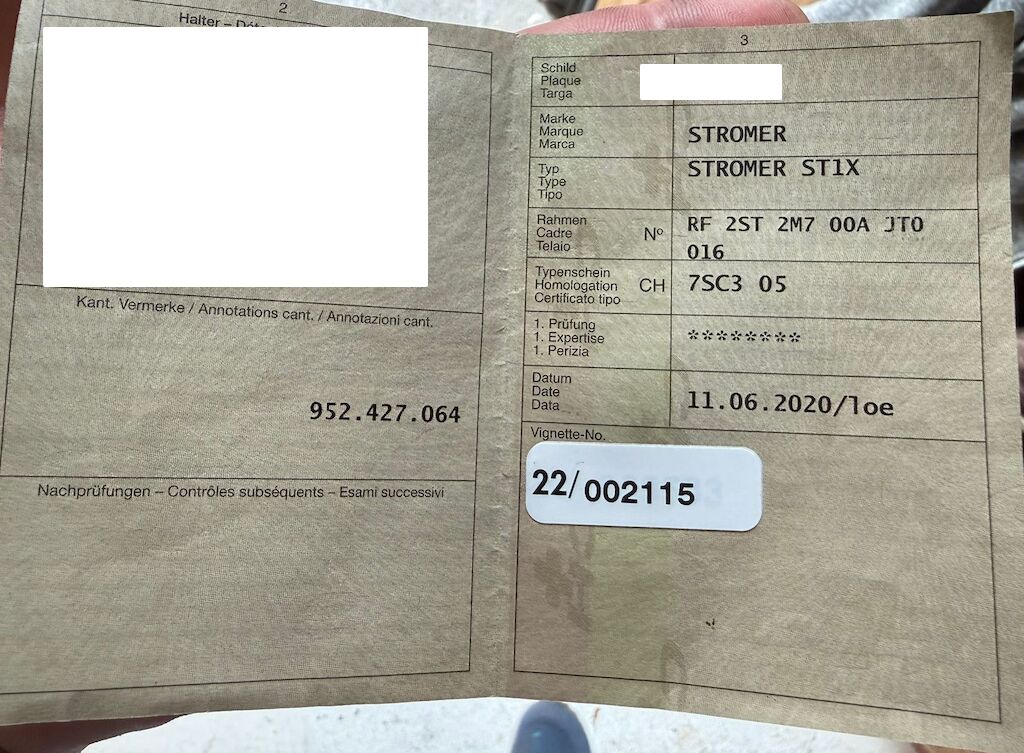 2
Halter – Dét
Kant. Vermerke / Annotations cant. / Annotazioni cant.
952.427.064
Nachprüfungen – Contrôles subséquents – Esami successivi
3
Schild
Plaque
Targa
Marke
Marque
Marca
STROMER
Typ
Type
Tipo
STROMER ST1X
Rahmen
Cadre
Telaio
Nº
RF 2ST 2M7 00A JT0
016
Typenschein
Homologation
Certificato tipo
CH
7SC3 05
1. Prüfung
1. Expertise
1. Perizia
********
Datum
Date
Data
11.06.2020/loe
Vignette-No.
22/002115